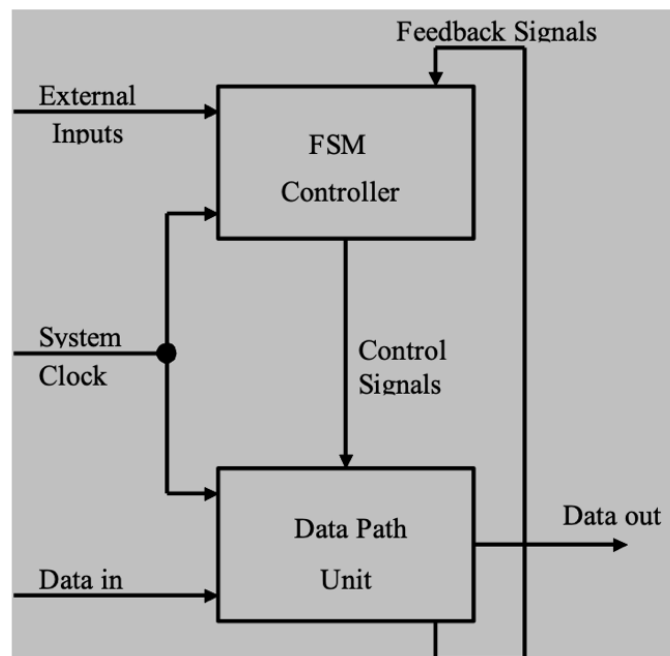 Feedback Signals
External
Inputs
FSM
Controller
System
Clock
Control
Signals
Data Path
Unit
Data out
Data in